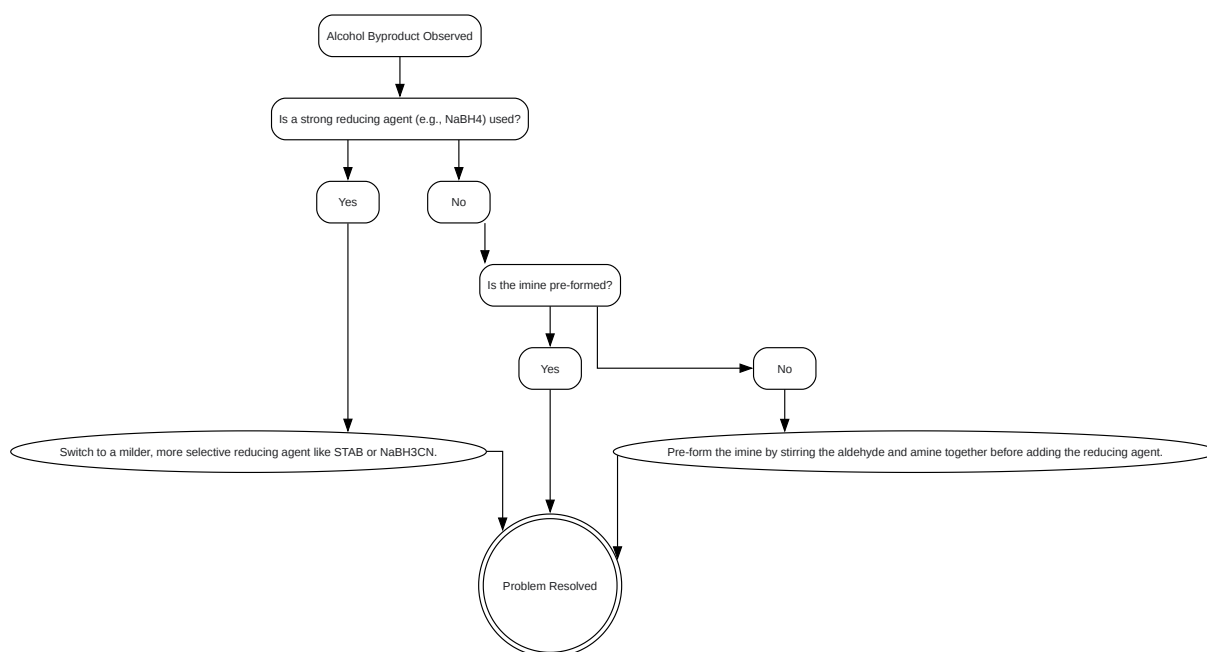 Alcohol Byproduct Observed
Is a strong reducing agent (e.g., NaBH4) used?
Yes
No
Is the imine pre-formed?
Yes
No
Switch to a milder, more selective reducing agent like STAB or NaBH3CN.
Pre-form the imine by stirring the aldehyde and amine together before adding the reducing agent.
Problem Resolved